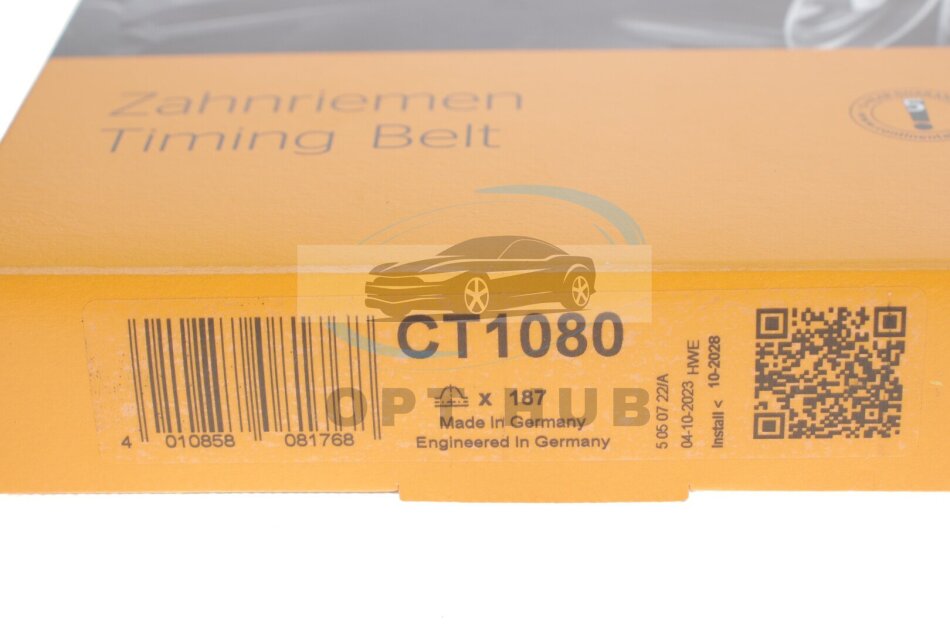 Zahnriemen
Timing Belt
5
CT1080
x 187
Made In Germany
Engineered In Germany
4 010858 081768
5 05 07 22/A
04-10-2023 HWE
Install < 10-2028
OPT HUB